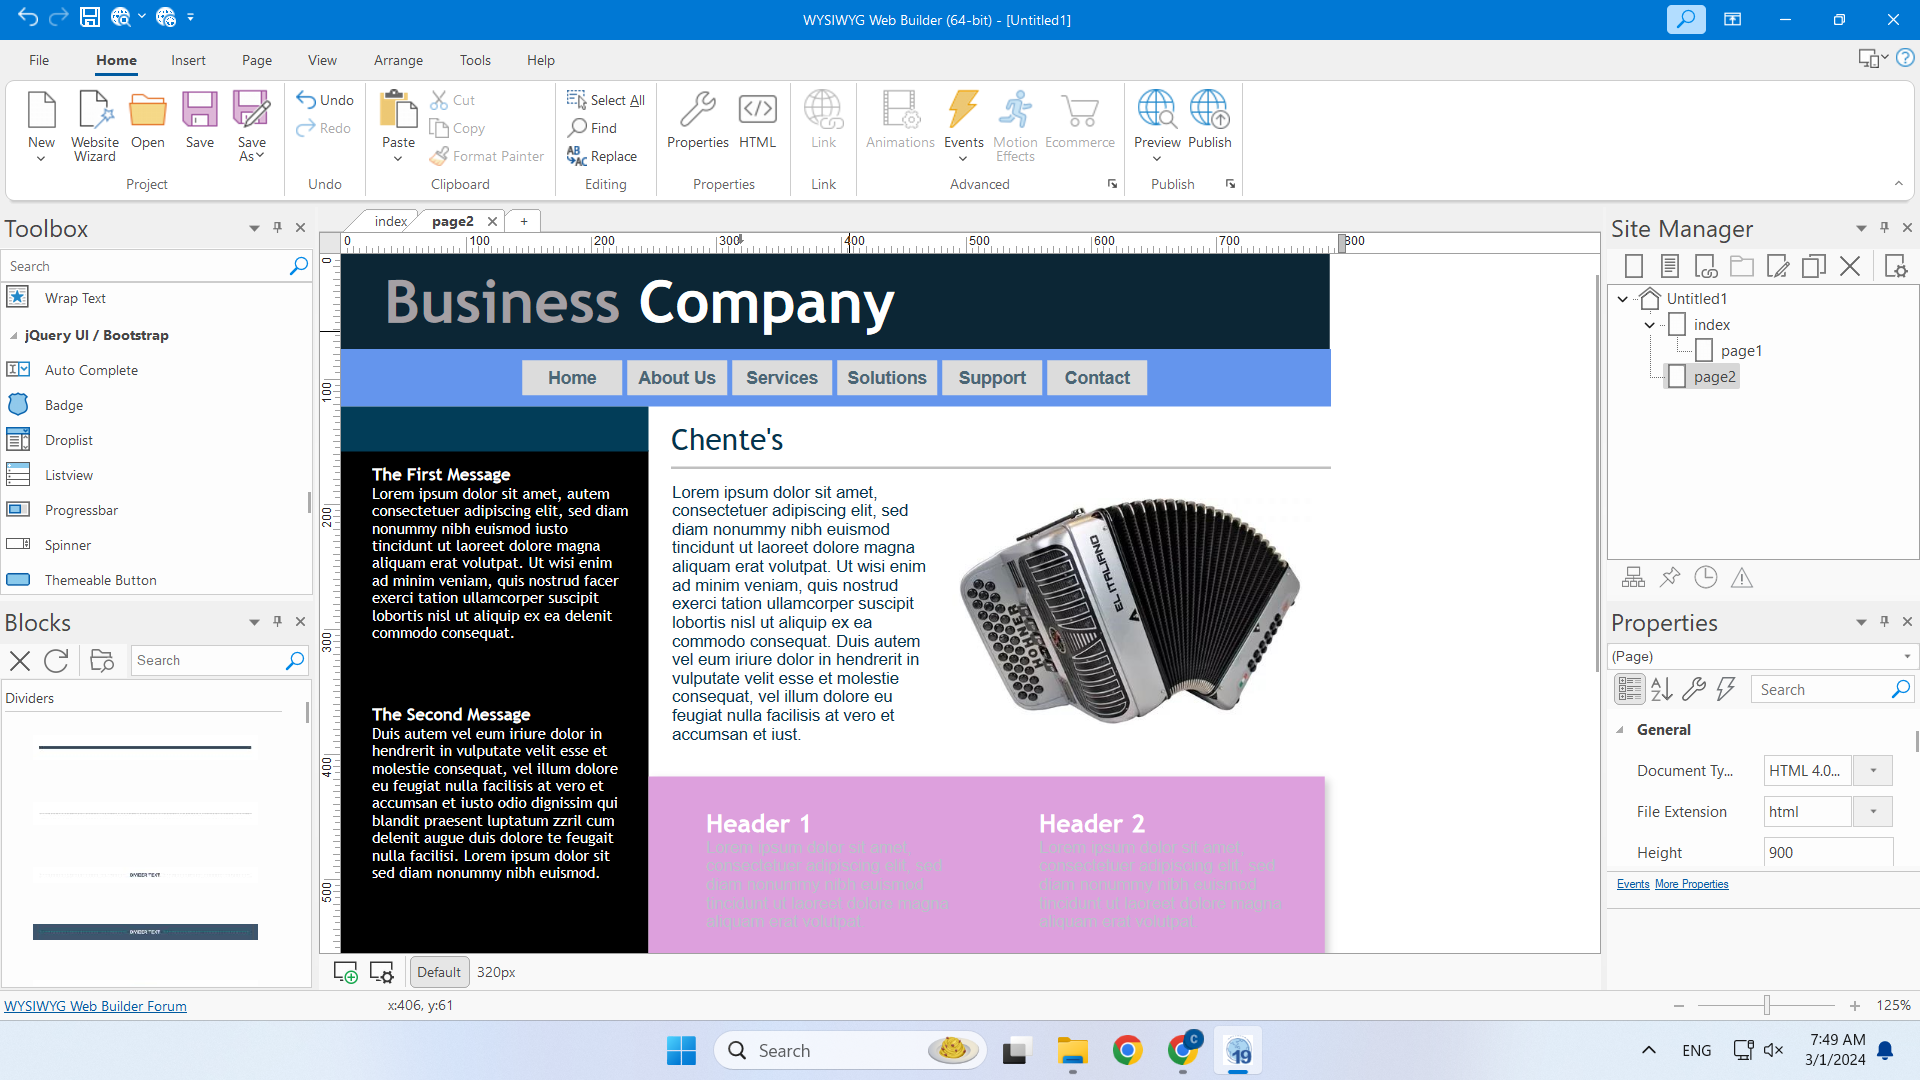 WYSIWYG Web Builder (64-bit) - [Untitled1]
File Home Insert Page View Arrange Tools Help
New
Website Wizard
Open
Save
Save As
Project
Undo
Redo
Undo
Paste
Cut
Copy
Format Painter
Clipboard
Select All
Find
Replace
Editing
Properties
HTML
Properties
Link
Link
Animations
Events
Motion Effects
Ecommerce
Advanced
Preview
Publish
Publish
Toolbox
Search
Wrap Text
jQuery UI / Bootstrap
Auto Complete
Badge
Droplist
Listview
Progressbar
Spinner
Themeable Button
Blocks
Search
Dividers
DIVIDER TEXT
DIVIDER TEXT
index
page2
+
0 100 200 300 400 500 600 700 800
0
100
200
300
400
500
Business Company
Home About Us Services Solutions Support Contact
The First Message
Lorem ipsum dolor sit amet, autem
consectetuer adipiscing elit, sed diam
nonummy nibh euismod iusto
tincidunt ut laoreet dolore magna
aliquam erat volutpat. Ut wisi enim
ad minim veniam, quis nostrud facer
exerci tation ullamcorper suscipit
lobortis nisl ut aliquip ex ea delenit
commodo consequat.
The Second Message
Duis autem vel eum iriure dolor in
hendrerit in vulputate velit esse et
molestie consequat, vel illum dolore
eu feugiat nulla facilisis at vero et
accumsan et iusto odio dignissim qui
blandit praesent luptatum zzril cum
delenit augue duis dolore te feugait
nulla facilisi. Lorem ipsum dolor sit
sed diam nonummy nibh euismod.
Chente's
Lorem ipsum dolor sit amet,
consectetuer adipiscing elit, sed
diam nonummy nibh euismod
tincidunt ut laoreet dolore magna
aliquam erat volutpat. Ut wisi enim
ad minim veniam, quis nostrud
exerci tation ullamcorper suscipit
lobortis nisl ut aliquip ex ea
commodo consequat. Duis autem
vel eum iriure dolor in hendrerit in
vulputate velit esse et molestie
consequat, vel illum dolore eu
feugiat nulla facilisis at vero et
accumsan et iust.
EL ITALIANO
HOHNER
Header 1
Lorem ipsum dolor sit amet,
consectetuer adipiscing elit, sed
diam nonummy nibh euismod
tincidunt ut laoreet dolore magna
aliquam erat volutpat.
Header 2
Lorem ipsum dolor sit amet,
consectetuer adipiscing elit, sed
diam nonummy nibh euismod
tincidunt ut laoreet dolore magna
aliquam erat volutpat.
Default 320px
Site Manager
Untitled1
index
page1
page2
Properties
(Page)
Search
General
Document Ty... HTML 4.0...
File Extension html
Height 900
Events More Properties
WYSIWYG Web Builder Forum
x:406, y:61
125%
Search
C
19
ENG
7:49 AM
3/1/2024